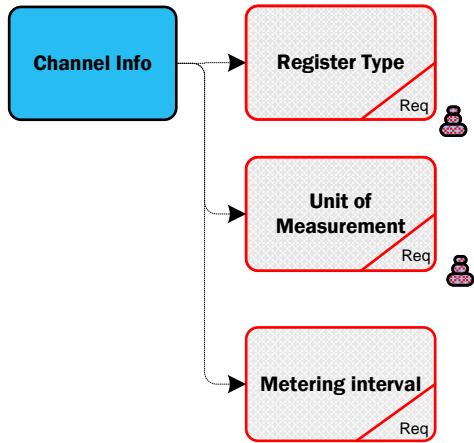 Channel Info
Register Type
Req
Unit of
Measurement
Req
Metering interval
Req